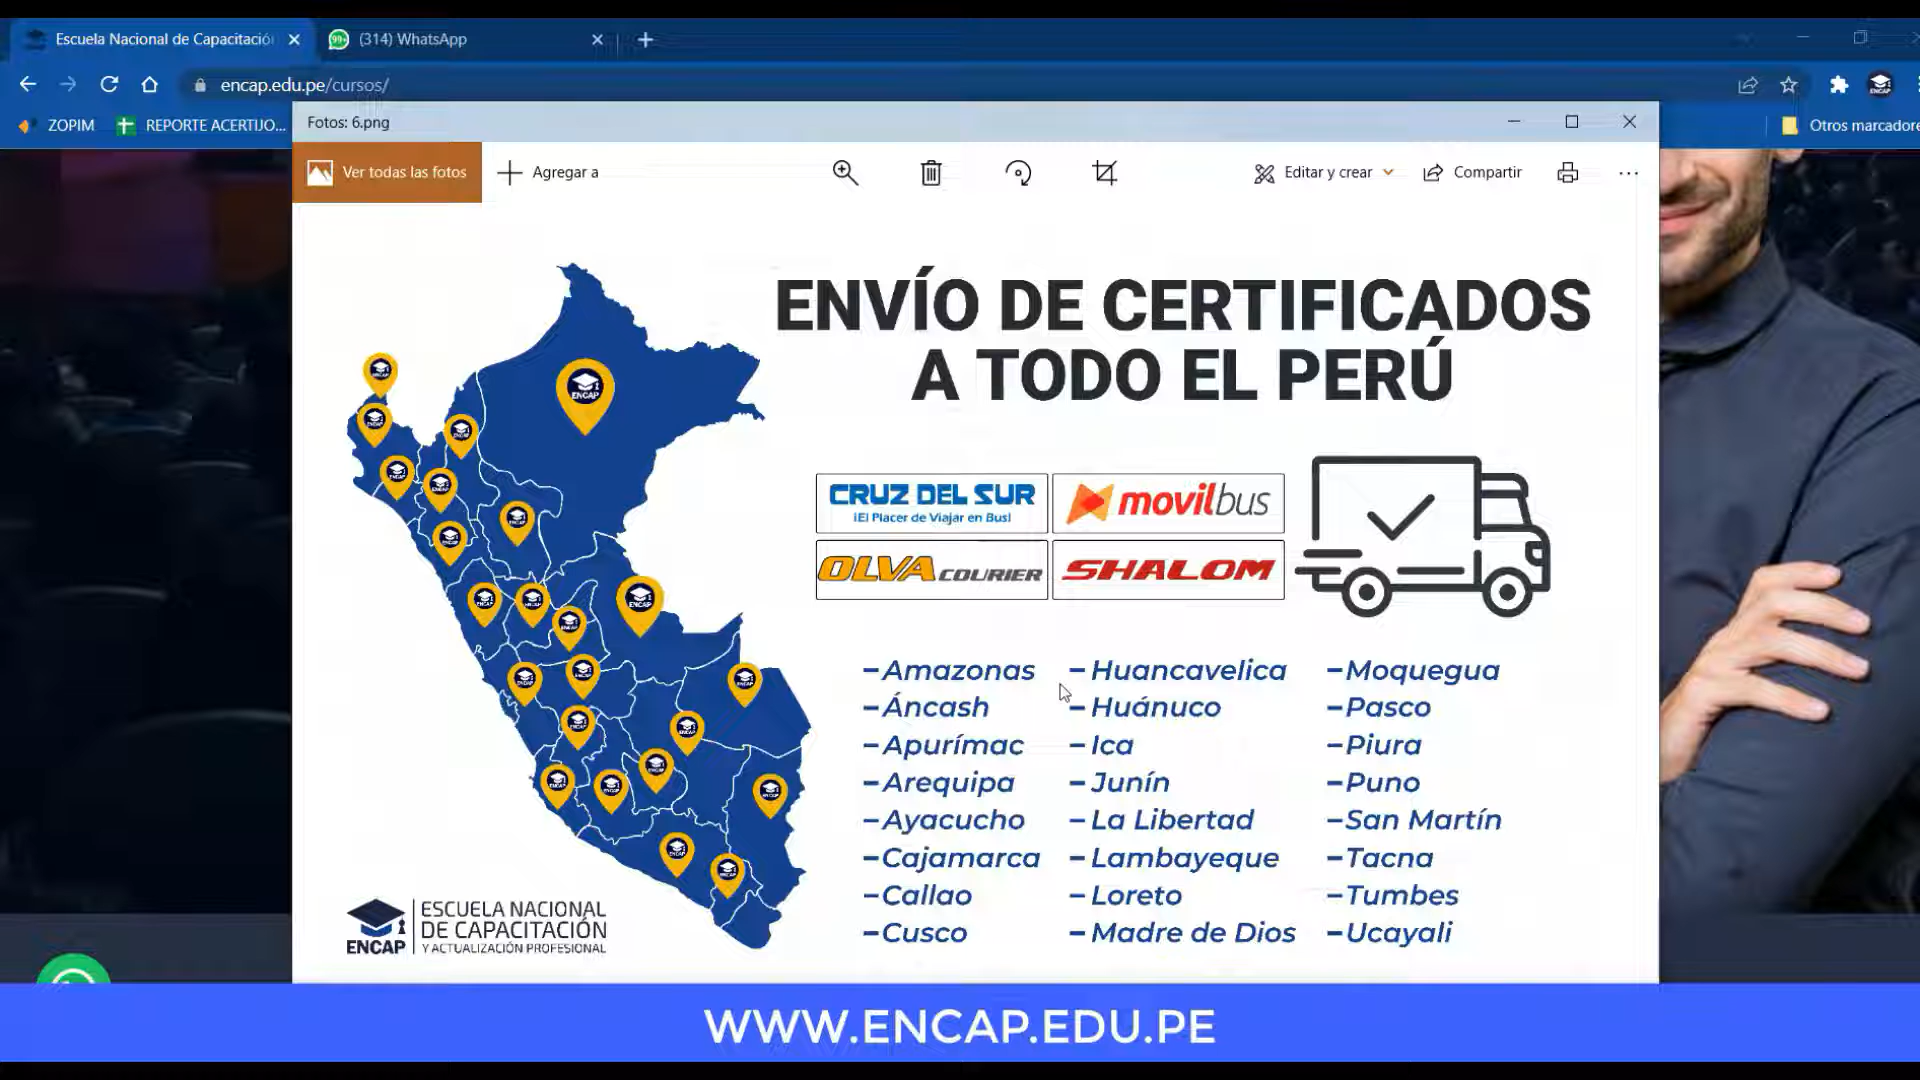 Escuela Nacional de Capacitació
(314) WhatsApp
encap.edu.pe/cursos/
ZOPIM
REPORTE ACERTIJO...
Otros marcadore
Fotos: 6.png
Ver todas las fotos
Agregar a
Editar y crear
Compartir
ENVÍO DE CERTIFICADOS
A TODO EL PERÚ
CRUZ DEL SUR
¡El Placer de Viajar en Bus!
movilbus
OLVA COURIER
SHALOM
–Amazonas
–Áncash
–Apurímac
–Arequipa
–Ayacucho
–Cajamarca
–Callao
–Cusco
–Huancavelica
–Huánuco
–Ica
–Junín
–La Libertad
–Lambayeque
–Loreto
–Madre de Dios
–Moquegua
–Pasco
–Piura
–Puno
–San Martín
–Tacna
–Tumbes
–Ucayali
ENCAP
ESCUELA NACIONAL
DE CAPACITACIÓN
Y ACTUALIZACIÓN PROFESIONAL
WWW.ENCAP.EDU.PE